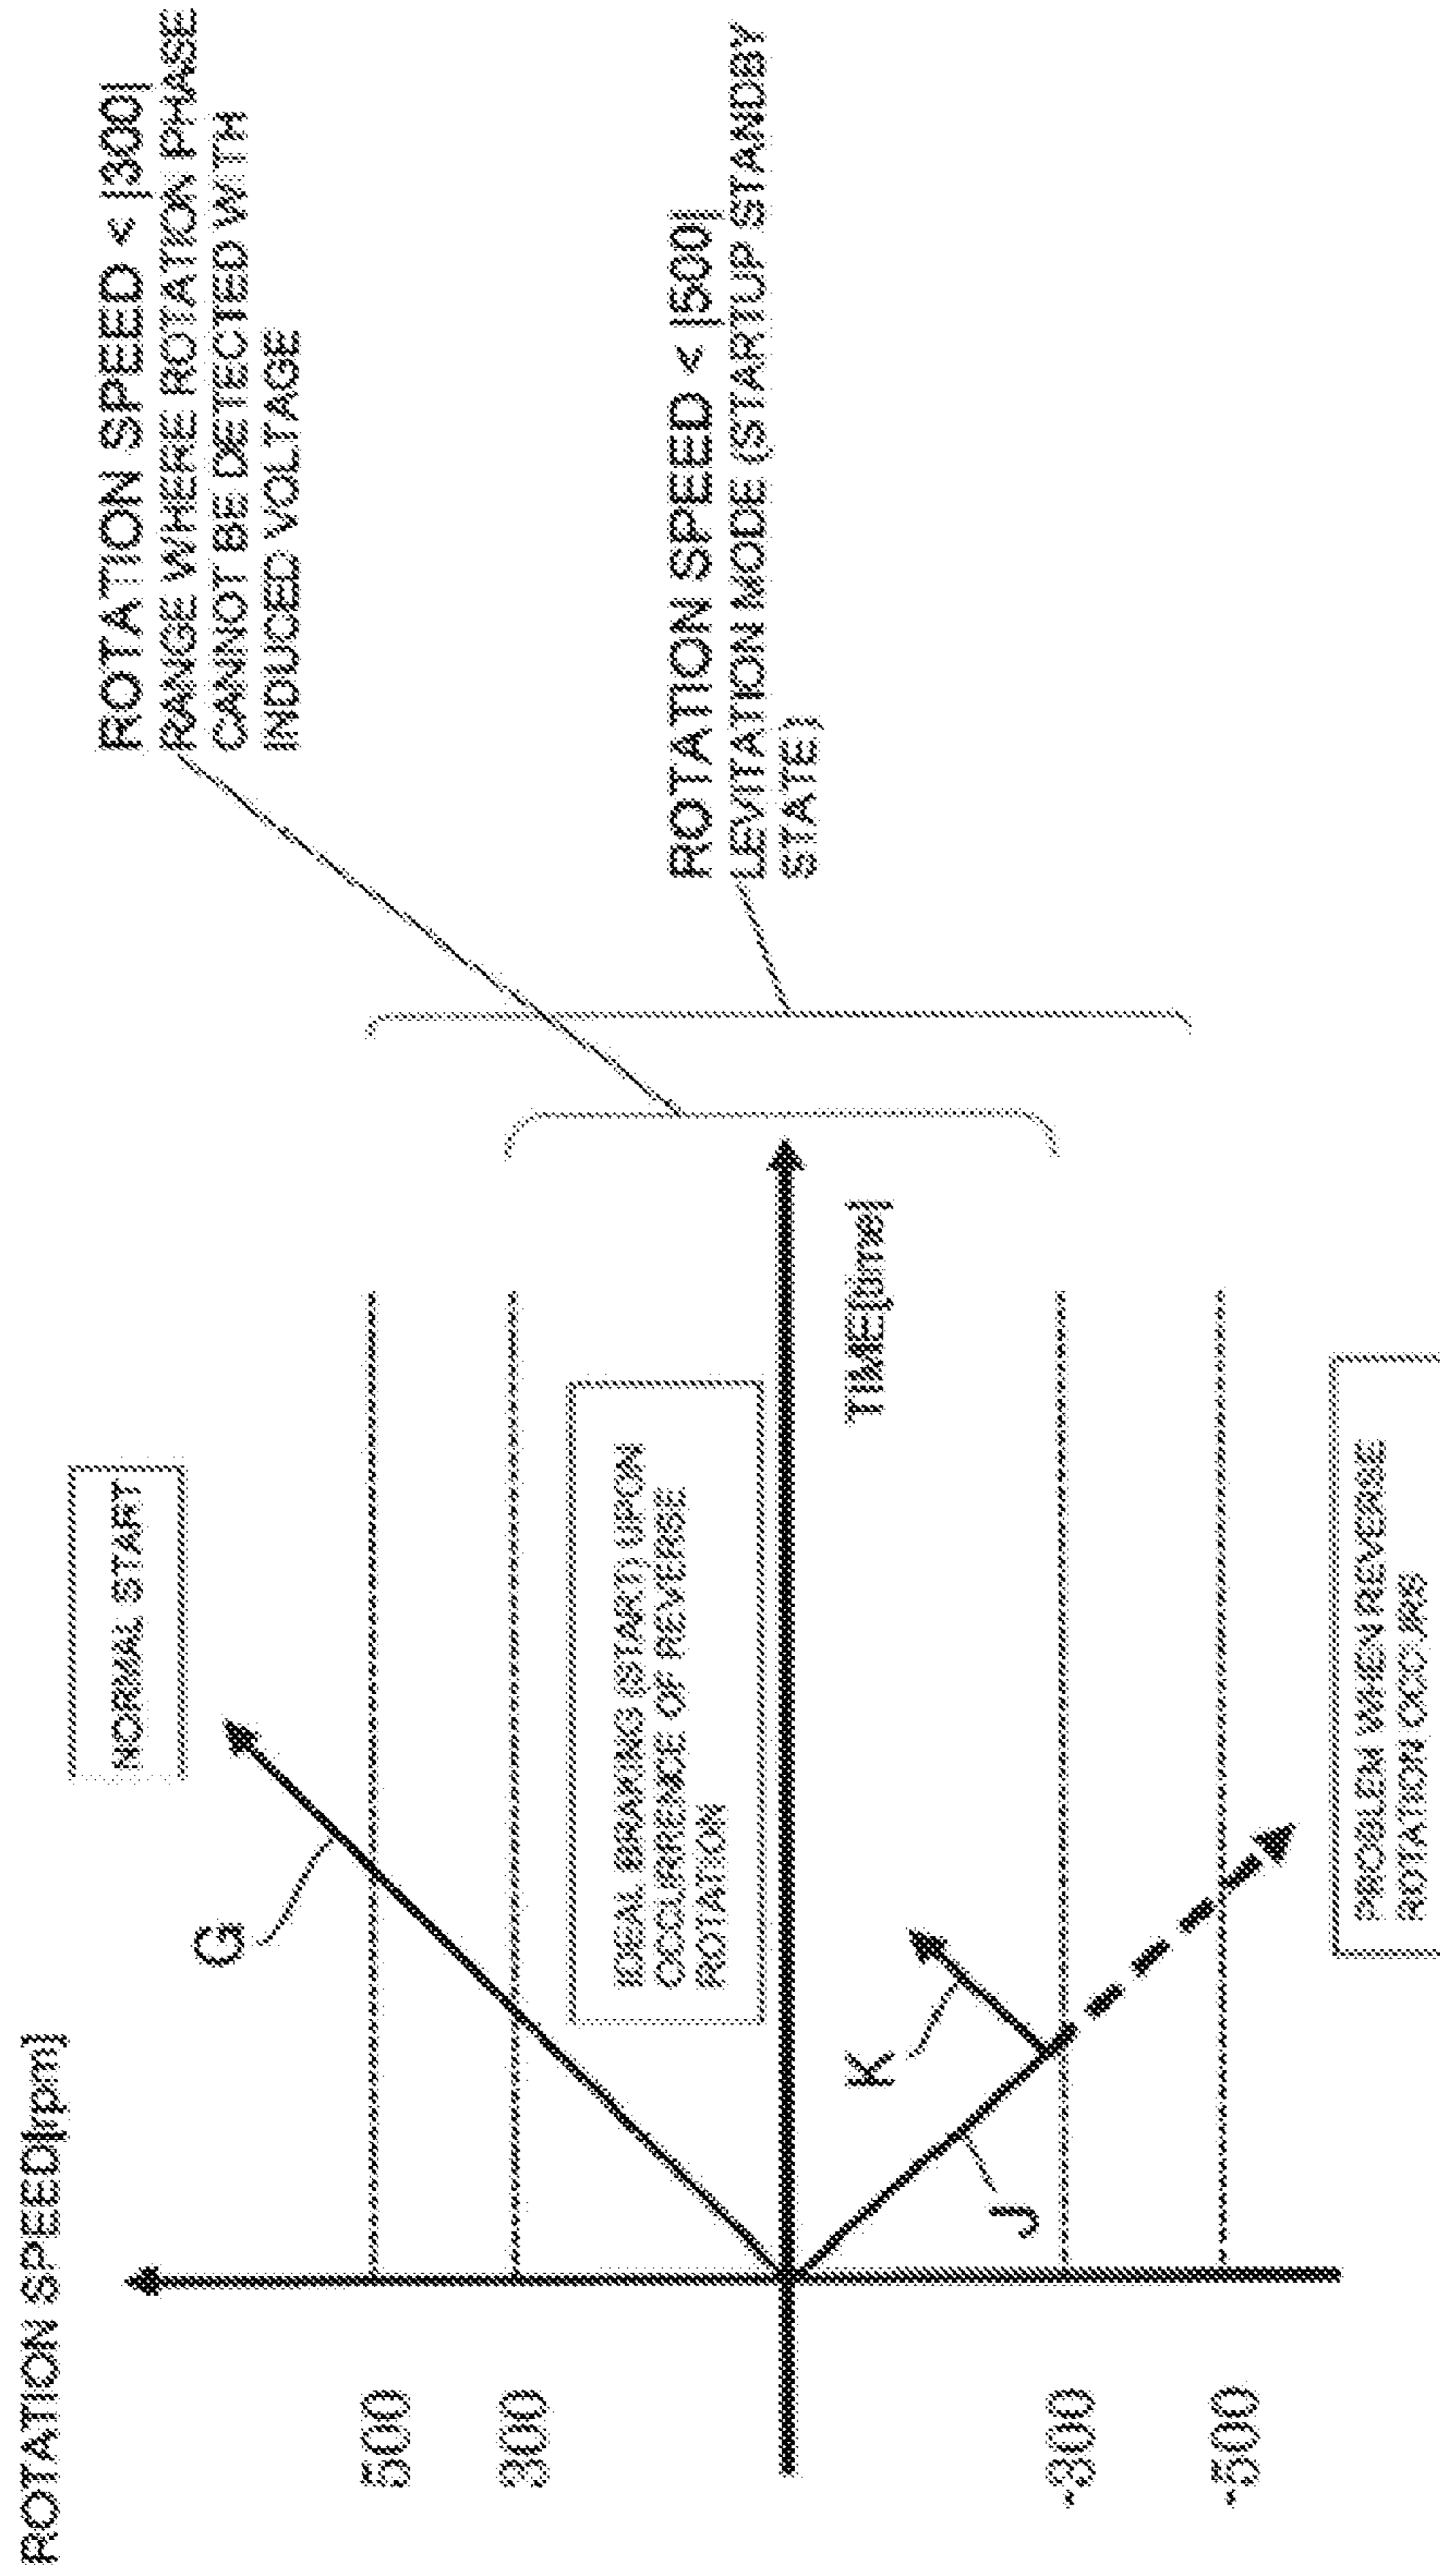 ROTATION SPEED[rpm]
NORMAL START
G
500
300
IDEAL BRAKING (START) UPON
OCCURRENCE OF REVERSE
ROTATION
TIME[time]
K
J
-300
-500
PROBLEM WHEN REVERSE
ROTATION OCCURS
ROTATION SPEED < |300|
RANGE WHERE ROTATION PHASE
CANNOT BE DETECTED WITH
INDUCED VOLTAGE
ROTATION SPEED < |500|
LEVITATION MODE (STARTUP STANDBY
STATE)